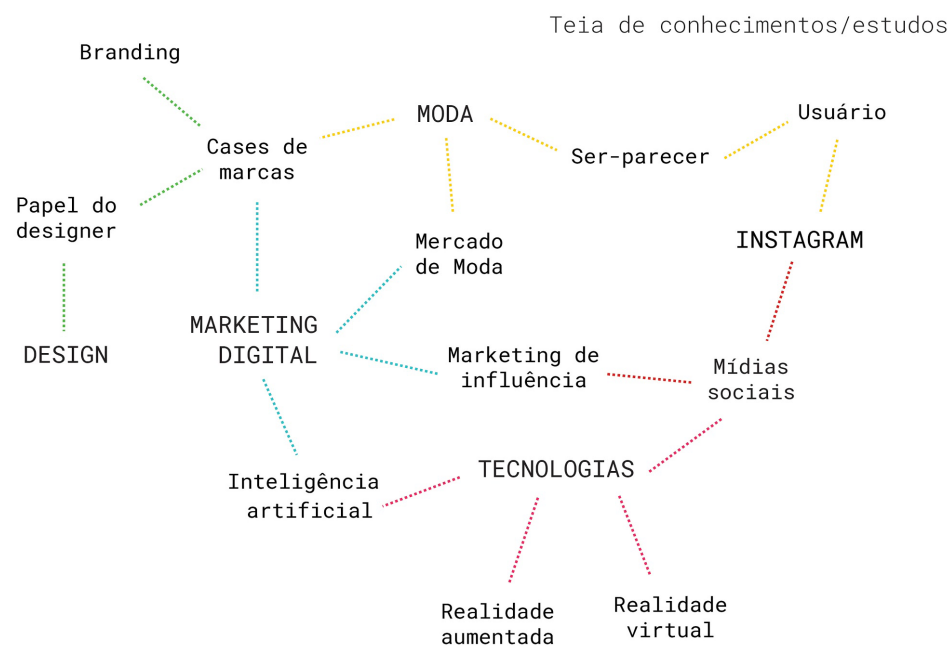 Teia de conhecimentos/estudos
Branding
MODA
Usuário
Cases de
marcas
Ser-parecer
Papel do
designer
Mercado
de Moda
INSTAGRAM
MARKETING
DIGITAL
DESIGN
Marketing de
influência
Mídias
sociais
TECNOLOGIAS
Inteligência
artificial
Realidade
aumentada
Realidade
virtual